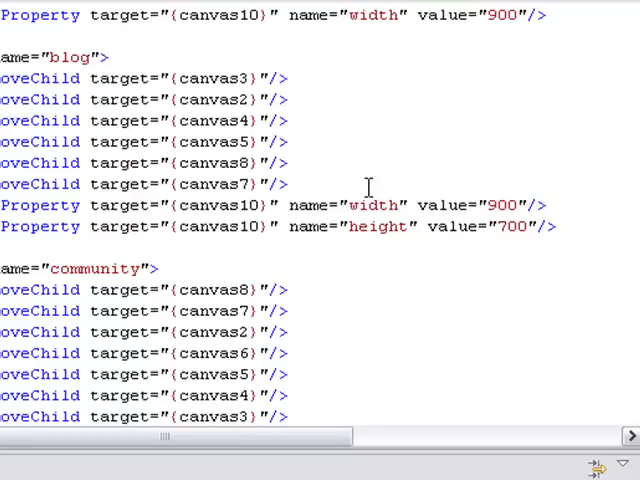 Property target="{canvas10}" name="width" value="900"/>
ame="blog">
oveChild target="{canvas3}"/>
oveChild target="{canvas2}"/>
oveChild target="{canvas4}"/>
oveChild target="{canvas5}"/>
oveChild target="{canvas8}"/>
oveChild target="{canvas7}"/>
Property target="{canvas10}" name="width" value="900"/>
Property target="{canvas10}" name="height" value="700"/>
ame="community">
oveChild target="{canvas8}"/>
oveChild target="{canvas7}"/>
oveChild target="{canvas2}"/>
oveChild target="{canvas6}"/>
oveChild target="{canvas5}"/>
oveChild target="{canvas4}"/>
oveChild target="{canvas3}"/>